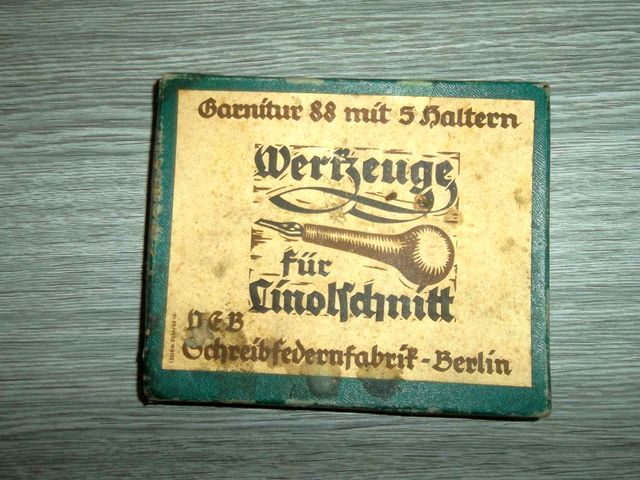 Garnitur 88 mit 5 Haltern
Werkzeuge
für
Linolschnitt
VEB
Schreibfedernfabrik-Berlin